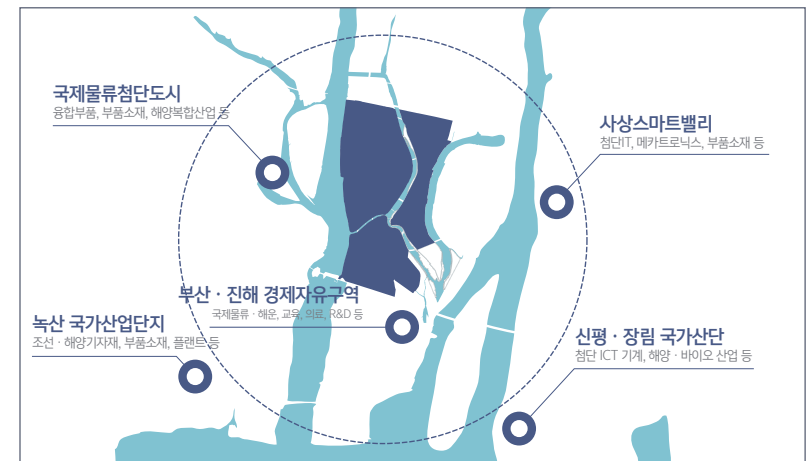 국제물류첨단도시
융합부품, 부품소재, 해양복합산업 등
사상스마트밸리
첨단IT, 메카트로닉스, 부품소재 등
부산 · 진해 경제자유구역
국제물류 · 해운, 교육, 의료, R&D 등
녹산 국가산업단지
조선 · 해양기자재, 부품소재, 플랜트 등
신평 · 장림 국가산단
첨단 ICT 기계, 해양 · 바이오 산업 등